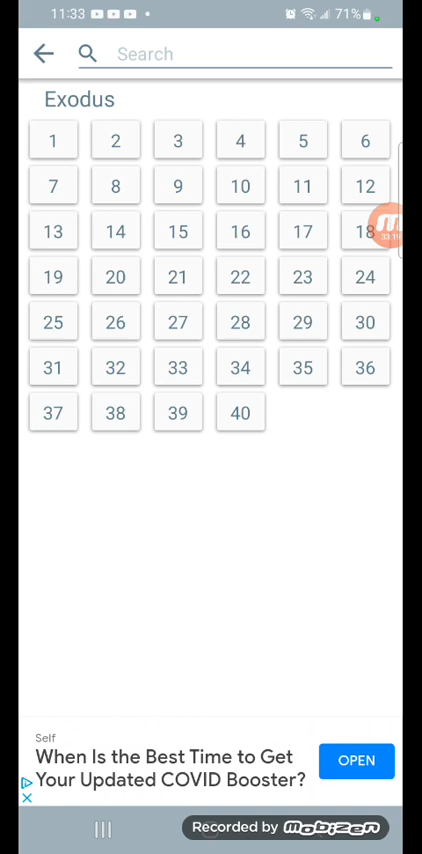 11:33 71%
Search
Exodus
1 2 3 4 5 6
7 8 9 10 11 12
13 14 15 16 17 18
33:14
19 20 21 22 23 24
25 26 27 28 29 30
31 32 33 34 35 36
37 38 39 40
Self
When Is the Best Time to Get
Your Updated COVID Booster?
OPEN
Recorded by mobizen